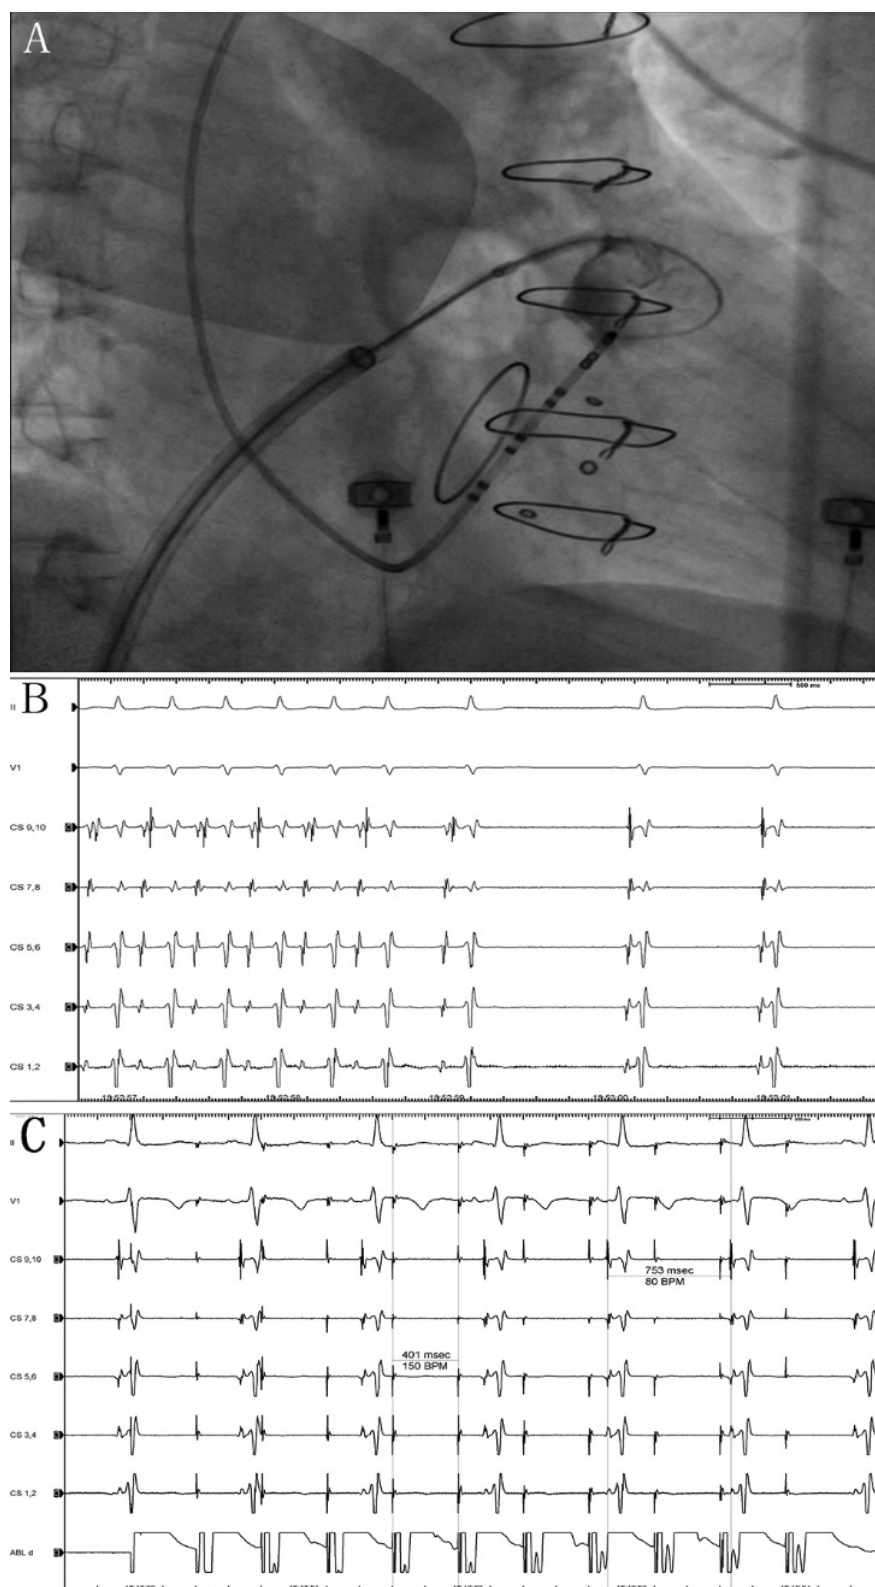 A
B
500 ms
II
V1
CS 9,10
CS 7,8
CS 5,6
CS 3,4
CS 1,2
C
II
V1
CS 9,10
753 msec
80 BPM
CS 7,8
401 msec
150 BPM
CS 5,6
CS 3,4
CS 1,2
ABL d